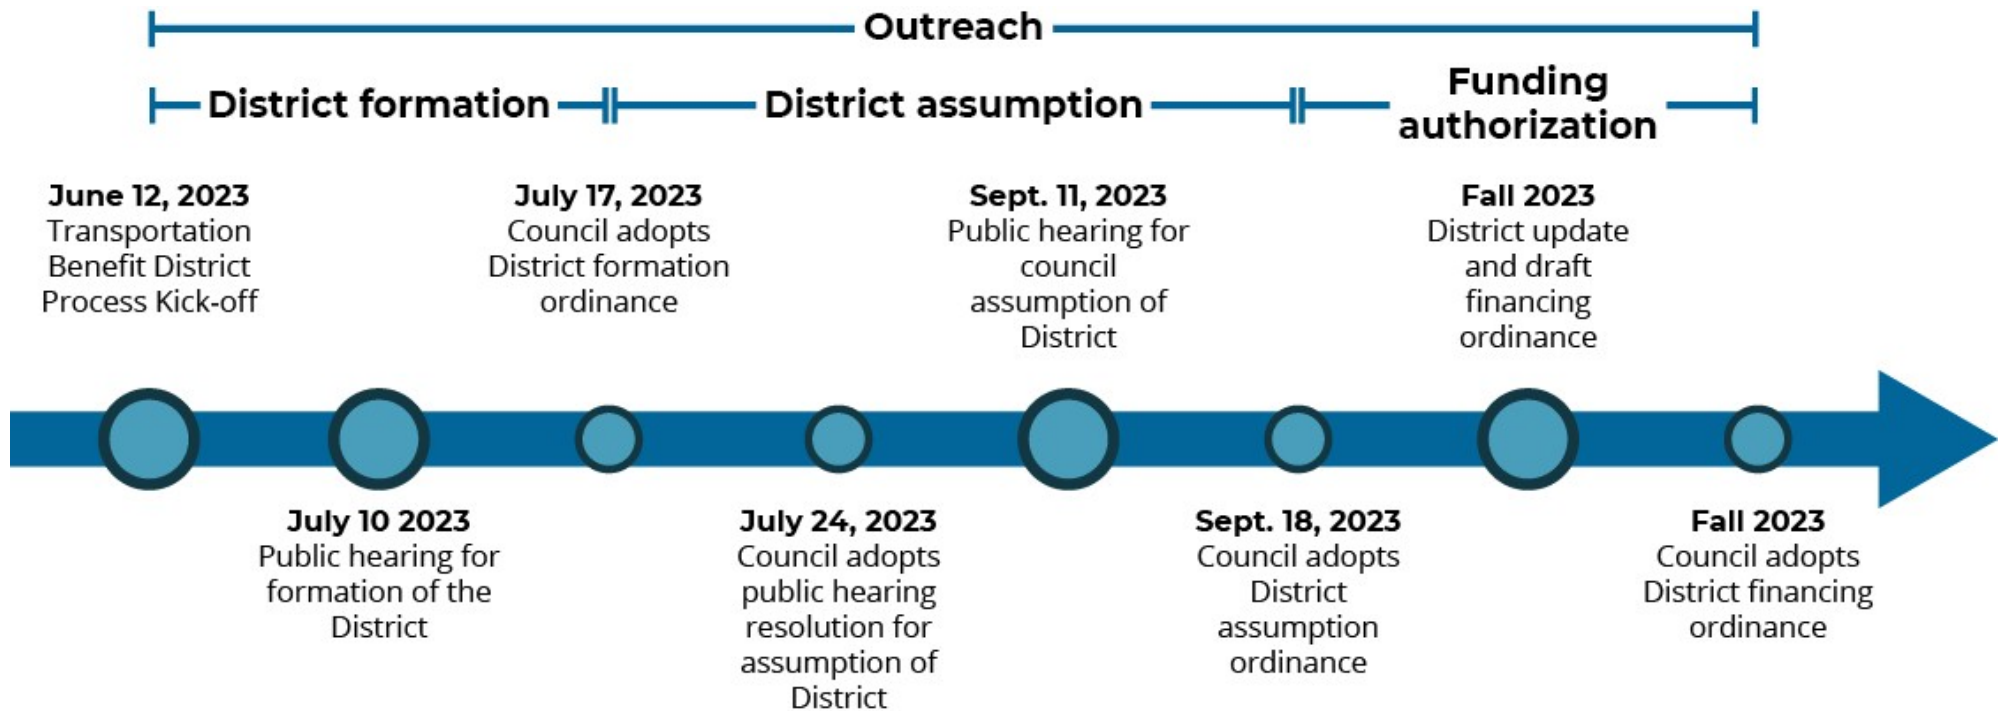 Outreach
District formation
District assumption
Funding
authorization
June 12, 2023
Transportation
Benefit District
Process Kick-off
July 17, 2023
Council adopts
District formation
ordinance
Sept. 11, 2023
Public hearing for
council
assumption of
District
Fall 2023
District update
and draft
financing
ordinance
July 10 2023
Public hearing for
formation of the
District
July 24, 2023
Council adopts
public hearing
resolution for
assumption of
District
Sept. 18, 2023
Council adopts
District
assumption
ordinance
Fall 2023
Council adopts
District financing
ordinance